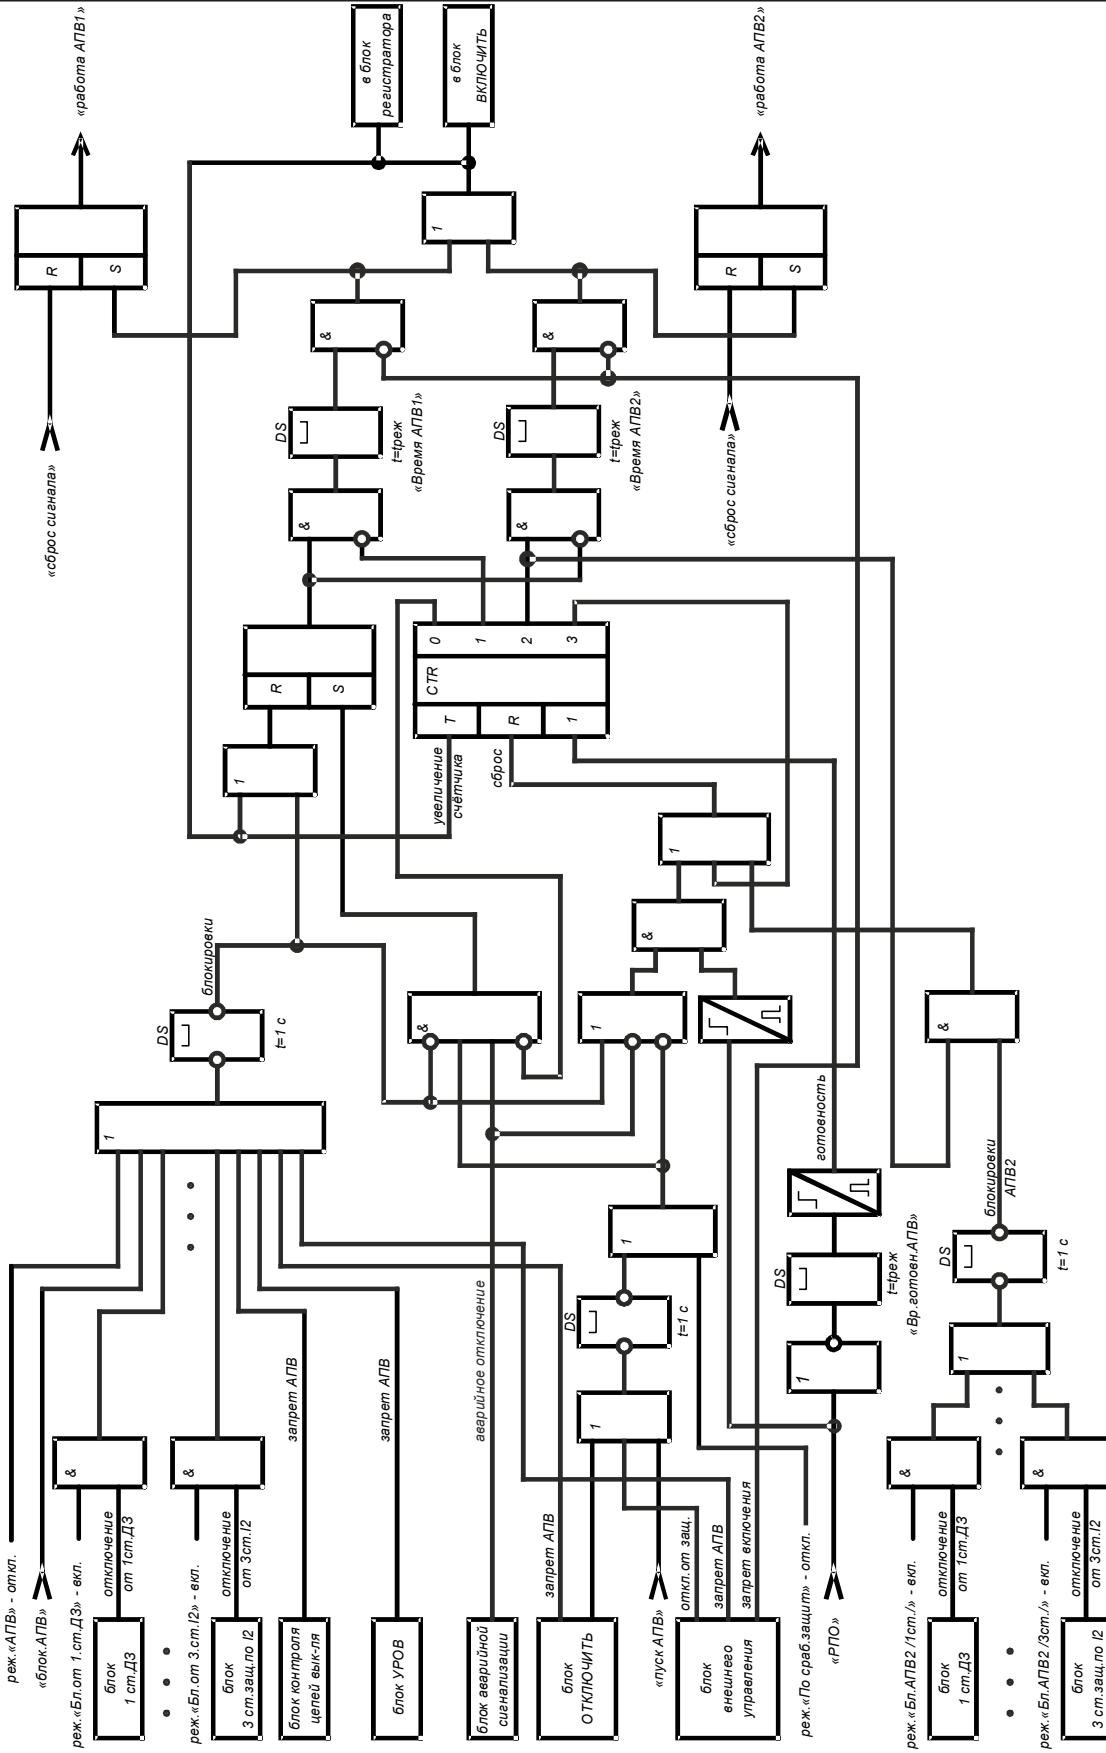 реж.«АПВ» - откл.
«блок.АПВ»
реж.«Бл.от 1.ст.ДЗ» - вкл.
блок
1 ст.ДЗ
отключение
от 1ст.ДЗ
&
реж.«Бл.от 3.ст.I2» - вкл.
блок
3 ст.защ.по I2
отключение
от 3ст.I2
&
блок контроля
цепей вык-ля
запрет АПВ
блок УРОВ
запрет АПВ
блок аварийной
сигнализации
аварийное отключение
блок
ОТКЛЮЧИТЬ
запрет АПВ
«пуск АПВ»
блок
внешнего
управления
откл.от защ.
запрет АПВ
запрет включения
реж.«По сраб.защит» - откл.
«РПО»
реж.«Бл.АПВ2 /1ст./» - вкл.
блок
1 ст.ДЗ
отключение
от 1ст.ДЗ
&
реж.«Бл.АПВ2 /3ст./» - вкл.
блок
3 ст.защ.по I2
отключение
от 3ст.I2
&
1
DS
t=1 с
блокировки
1
DS
t=1 с
1
1
DS
t=tреж
«Вр.готовн.АПВ»
готовность
1
DS
t=1 с
блокировки
АПВ2
&
&
1
&
1
1
R
S
увеличение
счётчика
сброс
T
R
1
CTR
0
1
2
3
&
DS
t=tреж
«Время АПВ1»
&
&
DS
t=tреж
«Время АПВ2»
&
1
«сброс сигнала»
R
S
«работа АПВ1»
в блок
регистратора
в блок
ВКЛЮЧИТЬ
«сброс сигнала»
R
S
«работа АПВ2»